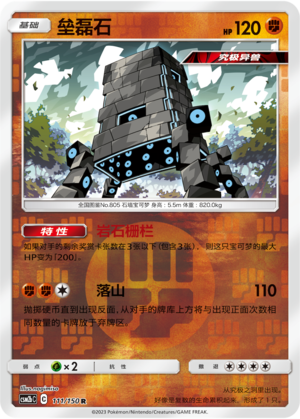 基础 垒磊石 HP 120
究极异兽
全国图鉴No.805 石垣宝可梦 身高：5.5m 体重：820.0kg
特性 岩石栅栏
如果对手的剩余奖赏卡张数在3张以下(包含3张)，则这只宝可梦的最大
HP变为「200」。
落山 110
抛掷硬币直到出现反面，从对手的牌库上方将与出现正面次数相
同数量的卡牌放于弃牌区。
弱点 ×2 抵抗力 撤退
Illus.nagimiso
CSM2b C C 111/150 R
从究极之洞里出现。
©2023 Pokémon/Nintendo/Creatures/GAME FREAK.